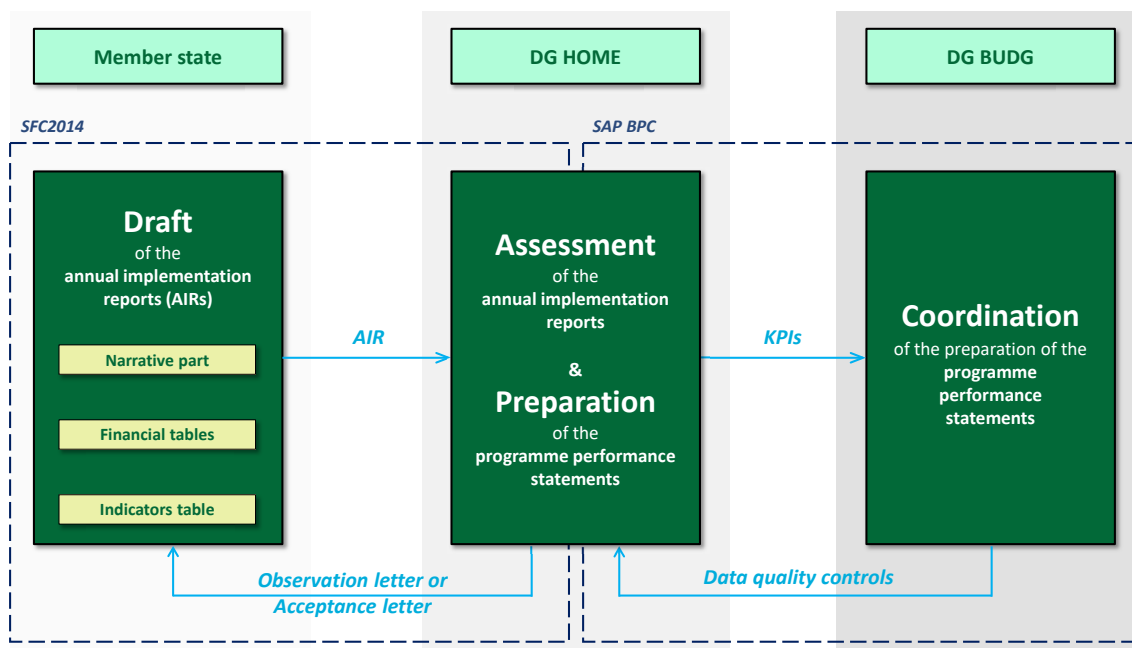 Member state
DG HOME
DG BUDG
SFC2014
SAP BPC
Draft
of the
annual implementation
reports (AIRs)
Narrative part
Financial tables
Indicators table
AIR
Assessment
of the
annual implementation
reports
&
Preparation
of the
programme performance
statements
KPIs
Coordination
of the preparation of the
programme
performance
statements
Observation letter or
Acceptance letter
Data quality controls